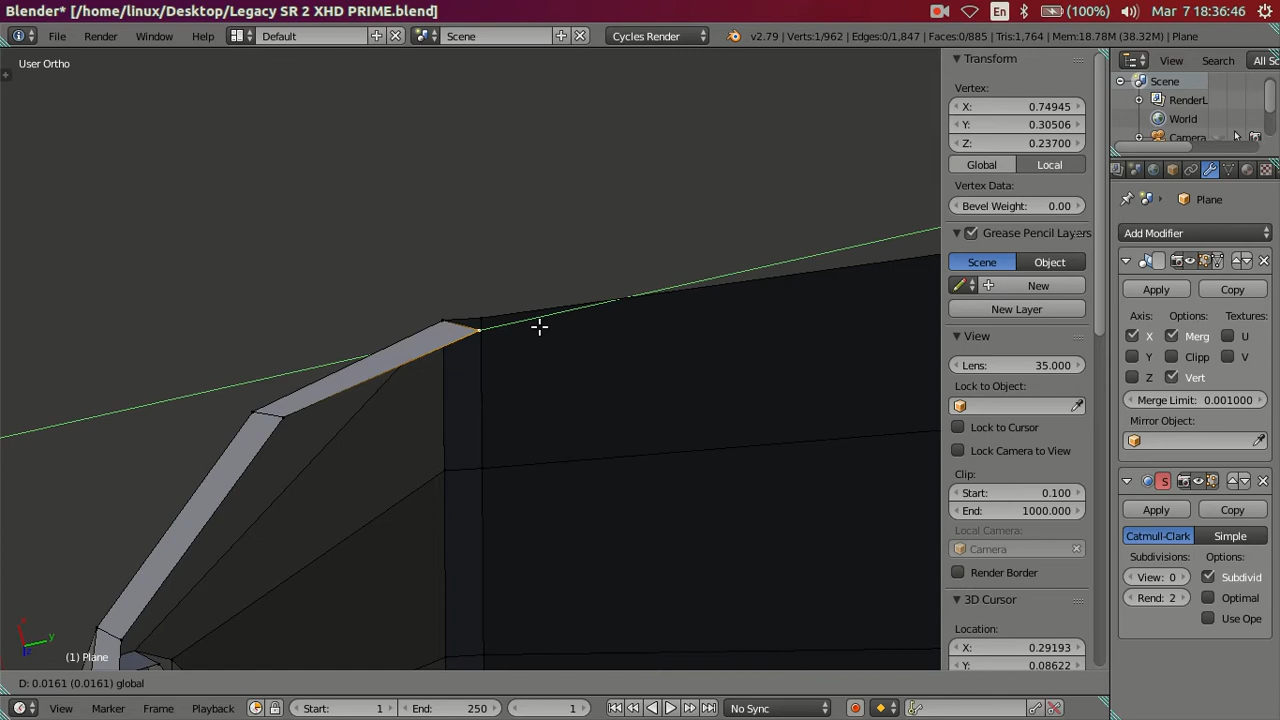 Blender* [/home/linux/Desktop/Legacy SR 2 XHD PRIME.blend]
En (100%) Mar 7 18:36:46
File Render Window Help Default Scene Cycles Render v2.79 | Verts:1/962 | Edges:0/1,847 | Faces:0/885 | Tris:1,764 | Mem:18.78M (38.32M) | Plane
User Ortho
Transform
Vertex:
X: 0.74945
Y: 0.30506
Z: 0.23700
Global Local
Vertex Data:
Bevel Weight: 0.00
Grease Pencil Layers
Scene Object
New
New Layer
View
Lens: 35.000
Lock to Object:
Lock to Cursor
Lock Camera to View
Clip:
Start: 0.100
End: 1000.000
Local Camera:
Camera
Render Border
3D Cursor
Location:
X: 0.29193
Y: 0.08622
View Search All Sc
Scene
RenderL
World
Camera
Plane
Add Modifier
Apply Copy
Axis: Options: Textures:
X Merg U
Y Clipp V
Z Vert
Merge Limit: 0.001000
Mirror Object:
S
Apply Copy
Catmull-Clark Simple
Subdivisions: Options:
View: 0 Subdivid
Rend: 2 Optimal
Use Ope
x y z
(1) Plane
D: 0.0161 (0.0161) global
View Marker Frame Playback Start: 1 End: 250 1 No Sync